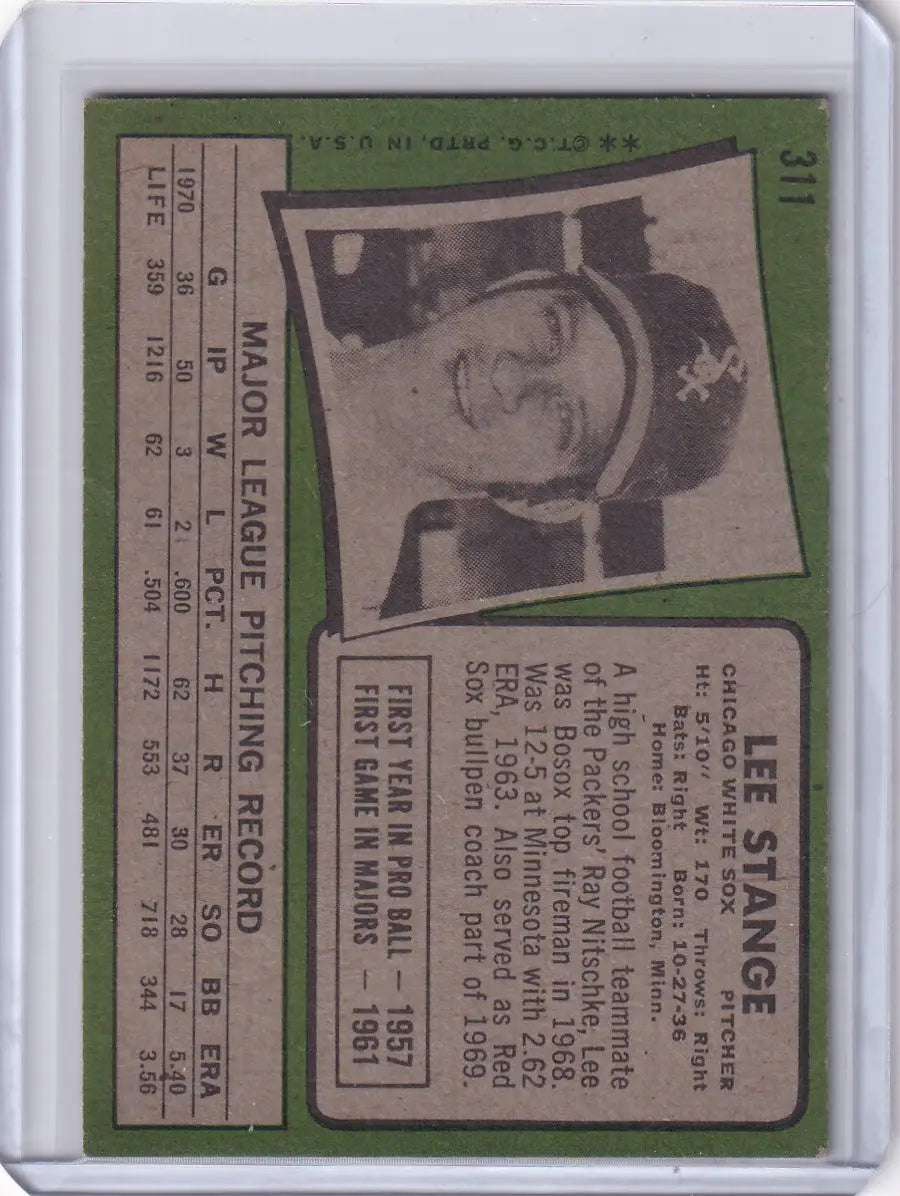 311
**©T.C.G. PRTD. IN U.S.A.
LEE STANGE
CHICAGO WHITE SOX PITCHER
Ht: 5'10" Wt: 170 Throws: Right
Bats: Right Born: 10-27-36
Home: Bloomington, Minn.
A high school football teammate
of the Packers' Ray Nitschke, Lee
was Bosox top fireman in 1968.
Was 12-5 at Minnesota with 2.62
ERA, 1963. Also served as Red
Sox bullpen coach part of 1969.
FIRST YEAR IN PRO BALL — 1957
FIRST GAME IN MAJORS — 1961
MAJOR LEAGUE PITCHING RECORD
G IP W L PCT. H R ER SO BB ERA
1970 36 50 3 2 .600 62 37 30 28 17 5.40
LIFE 359 1216 62 61 .504 1172 553 481 718 344 3.56